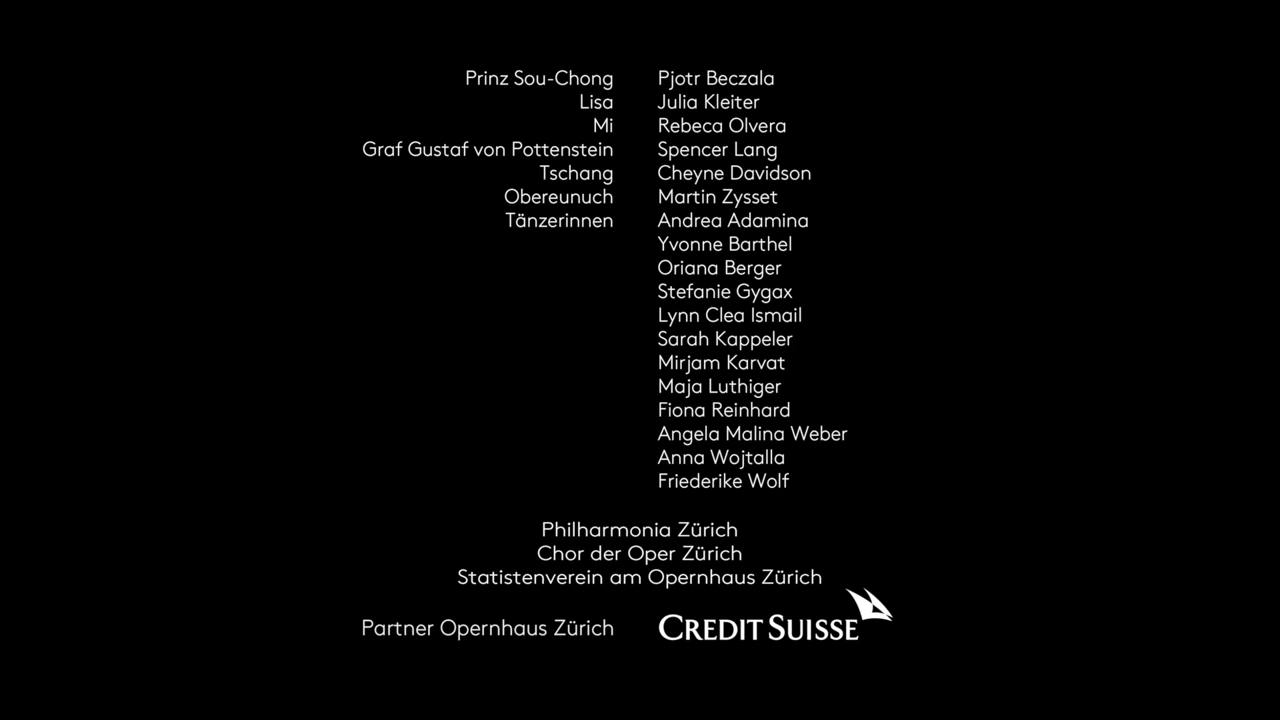 Prinz Sou-Chong Pjotr Beczala
Lisa Julia Kleiter
Mi Rebeca Olvera
Graf Gustaf von Pottenstein Spencer Lang
Tschang Cheyne Davidson
Obereunuch Martin Zysset
Tänzerinnen Andrea Adamina
Yvonne Barthel
Oriana Berger
Stefanie Gygax
Lynn Clea Ismail
Sarah Kappeler
Mirjam Karvat
Maja Luthiger
Fiona Reinhard
Angela Malina Weber
Anna Wojtalla
Friederike Wolf
Philharmonia Zürich
Chor der Oper Zürich
Statistenverein am Opernhaus Zürich
Partner Opernhaus Zürich CREDIT SUISSE